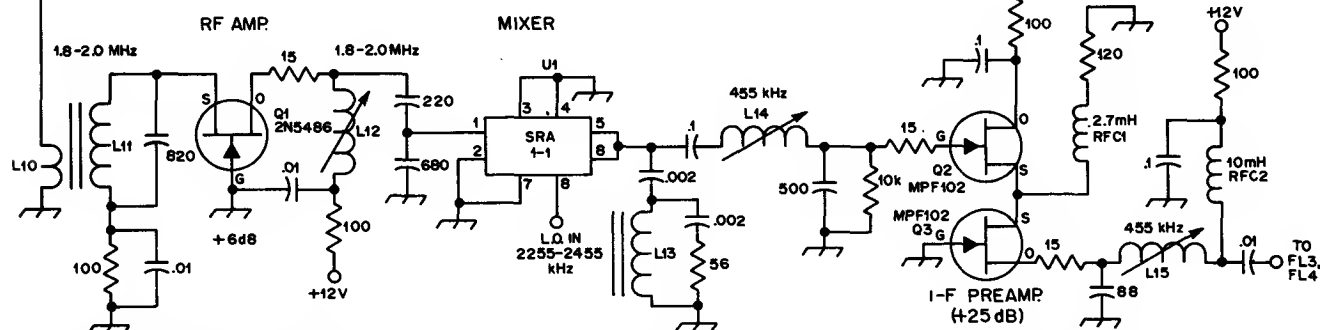 RF AMP.
MIXER
1.8-2.0 MHz
15
1.8-2.0 MHz
S
O
Q1
2N5486
G
L10
L11
820
L12
.01
+6d8
100
.01
100
+12V
220
680
U1
3
4
1
2
SRA
1-1
5
8
7
8
L.O. IN
2255-2455
kHz
.002
L13
.002
56
.1
455 kHz
L14
500
10k
15
G
Q2
MPF102
O
S
.1
100
120
2.7mH
RFC1
MPF102
Q3
G
S
O
15
I-F PREAMP.
(+25 dB)
88
455 kHz
L15
+12V
100
.1
10mH
RFC2
.01
TO
FL3,
FL4